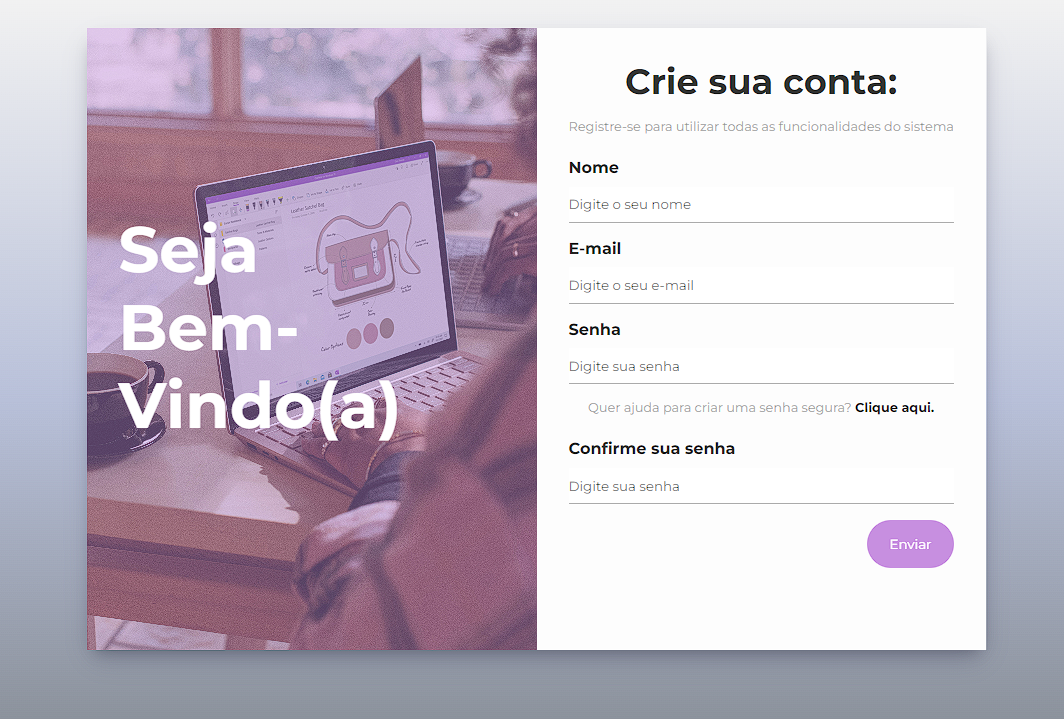 Seja
Bem-
Vindo(a)
Crie sua conta:
Registre-se para utilizar todas as funcionalidades do sistema
Nome
Digite o seu nome
E-mail
Digite o seu e-mail
Senha
Digite sua senha
Quer ajuda para criar uma senha segura? Clique aqui.
Confirme sua senha
Digite sua senha
Enviar